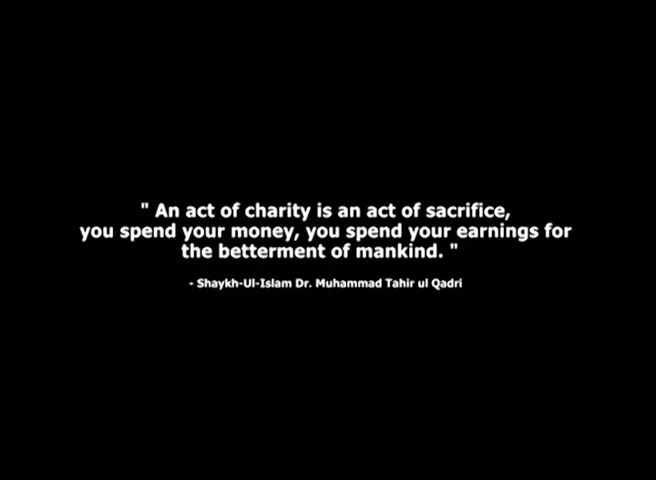 " An act of charity is an act of sacrifice,
you spend your money, you spend your earnings for
the betterment of mankind. "
- Shaykh-Ul-Islam Dr. Muhammad Tahir ul Qadri